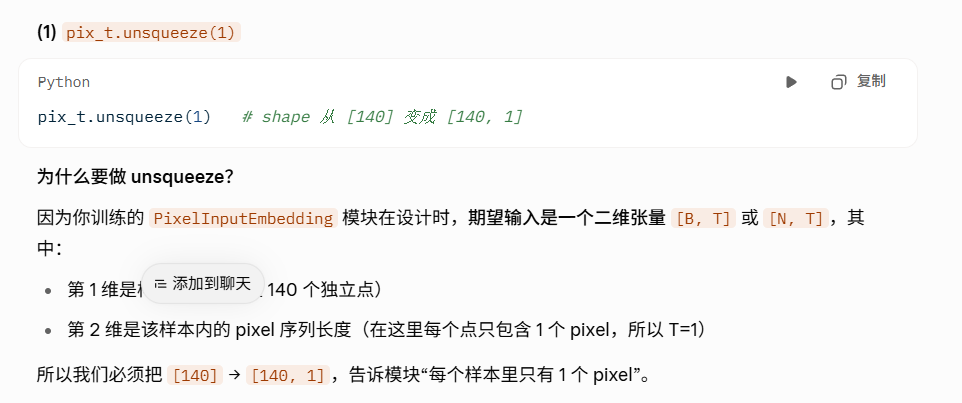 (1) pix_t.unsqueeze(1)
Python
复制
pix_t.unsqueeze(1) # shape 从 [140] 变成 [140, 1]
为什么要做 unsqueeze?
因为你训练的 PixelInputEmbedding 模块在设计时，期望输入是一个二维张量 [B, T] 或 [N, T]，其
中：
添加到聊天
• 第 1 维是 140 个独立点）
• 第 2 维是该样本内的 pixel 序列长度（在这里每个点只包含 1 个 pixel，所以 T=1）
所以我们必须把 [140] → [140, 1]，告诉模块“每个样本里只有 1 个 pixel”。